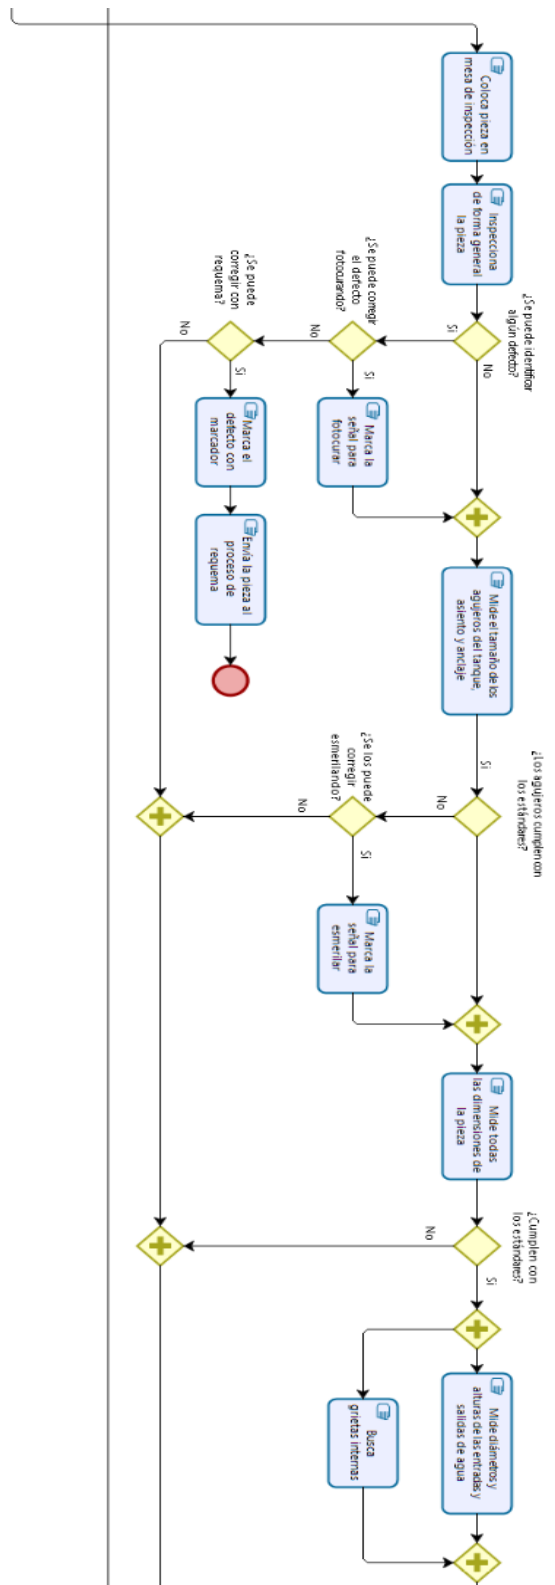 Coloca pieza en
mesa de inspección
Inspecciona
de forma general
la pieza
¿Se puede identificar
algún defecto?
Si
No
¿Se puede corregir
el defecto
fotocurando?
No
Si
¿Se puede
corregir con
requema?
No
Si
Marca la
señal para
fotocurar
Marca el
defecto con
marcador
Envía la pieza al
proceso de
requema
Mide el tamaño de los
agujeros del tanque,
asiento y anclaje
Si
¿Los agujeros cumplen con
los estándares?
No
¿Se los puede
corregir
esmerilando?
No
Si
Marca la
señal para
esmerilar
Mide todas
las dimensiones de
la pieza
¿Cumplen con
los estándares?
No
Si
Mide diámetros y
alturas de las entradas y
salidas de agua
Busca
grietas internas